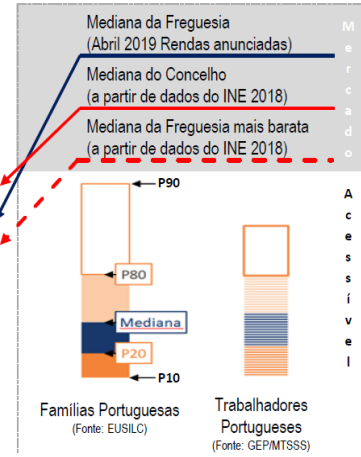 Mediana da Freguesia
(Abril 2019 Rendas anunciadas)
Mediana do Concelho
(a partir de dados do INE 2018)
Mediana da Freguesia mais barata
(a partir de dados do INE 2018)
Mercado
P90
P80
Mediana
P20
P10
Acessível
Famílias Portuguesas
(Fonte: EUSILC)
Trabalhadores
Portugueses
(Fonte: GEP/MTSSS)